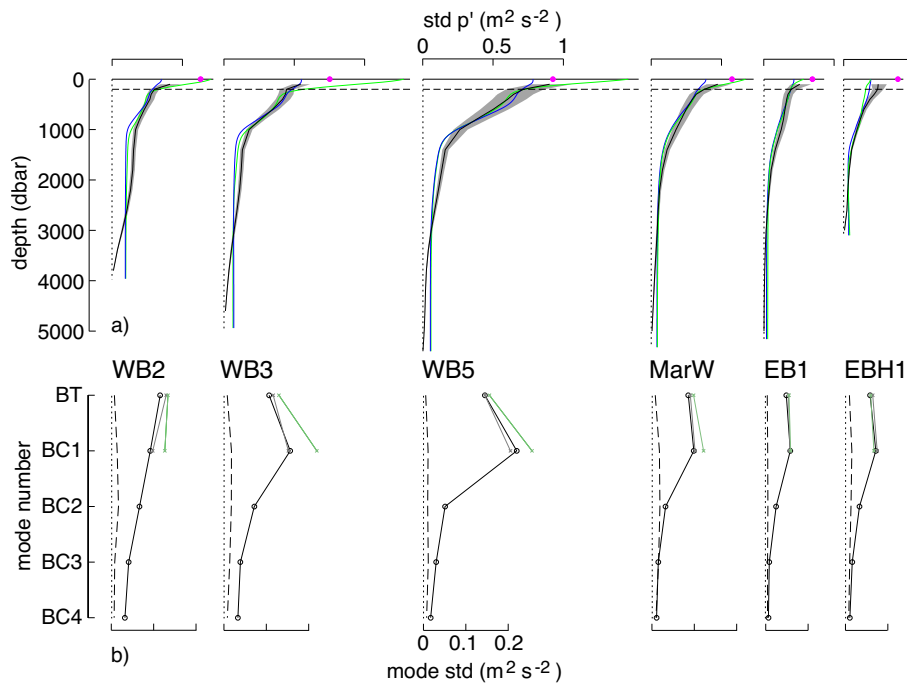 std p' (m² s⁻²)
0 0.5 1
0
1000
2000
3000
4000
5000
depth (dbar)
a)
WB2 WB3 WB5 MarW EB1 EBH1
BT
BC1
BC2
BC3
BC4
mode number
0 0.1 0.2
b)
mode std (m² s⁻²)